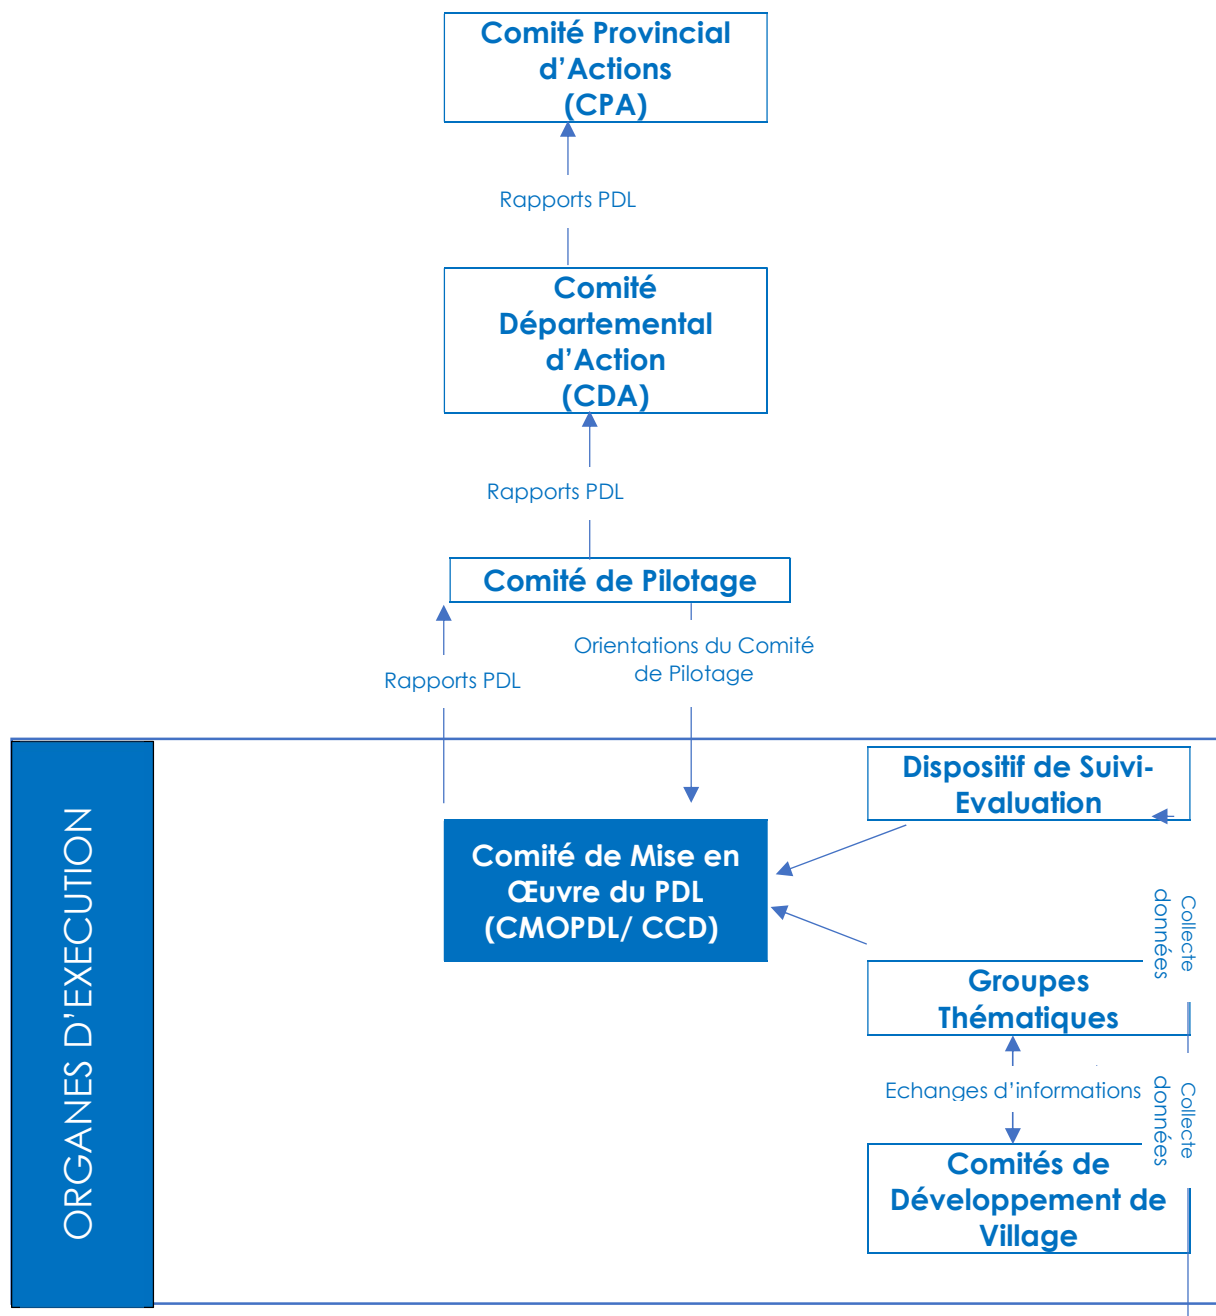 Comité Provincial
d’Actions
(CPA)
Rapports PDL
Comité
Départemental
d’Action
(CDA)
Rapports PDL
Comité de Pilotage
Orientations du Comité
de Pilotage
Rapports PDL
ORGANES D’EXECUTION
Dispositif de Suivi-
Evaluation
Comité de Mise en
Œuvre du PDL
(CMOPDL/ CCD)
Collecte
données
Groupes
Thématiques
Echanges d’informations
Collecte
données
Comités de
Développement de
Village